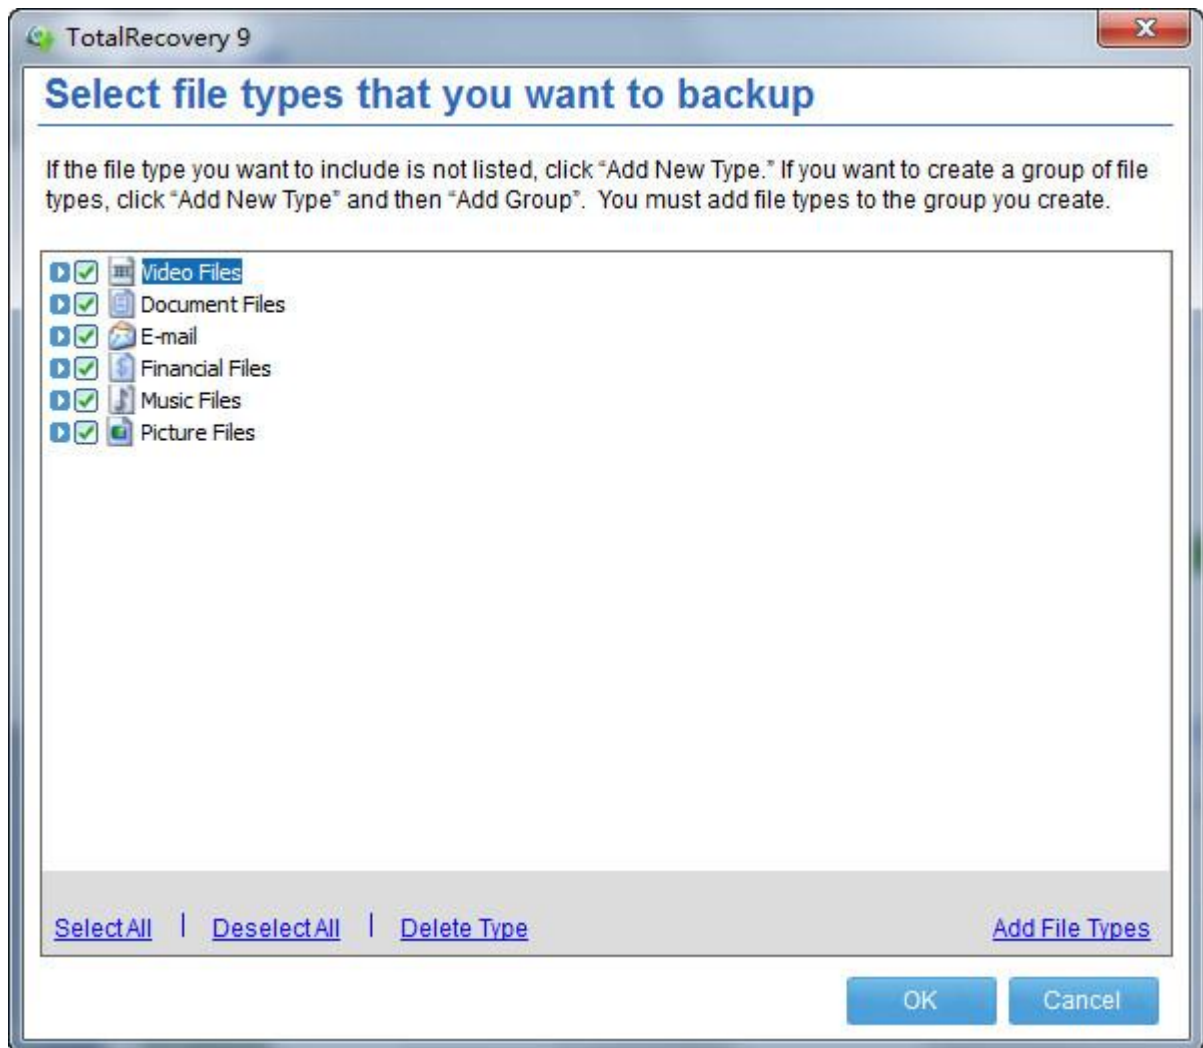 TotalRecovery 9
Select file types that you want to backup
If the file type you want to include is not listed, click “Add New Type.” If you want to create a group of file
types, click “Add New Type” and then “Add Group”.  You must add file types to the group you create.
Video Files
Document Files
E-mail
Financial Files
Music Files
Picture Files
Select All | Deselect All | Delete Type Add File Types
OK Cancel